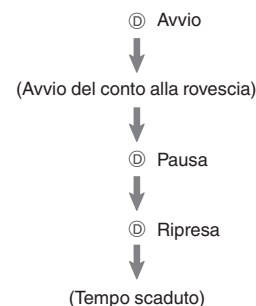 Ⓓ Avvio
(Avvio del conto alla rovescia)
Ⓓ Pausa
Ⓓ Ripresa
(Tempo scaduto)